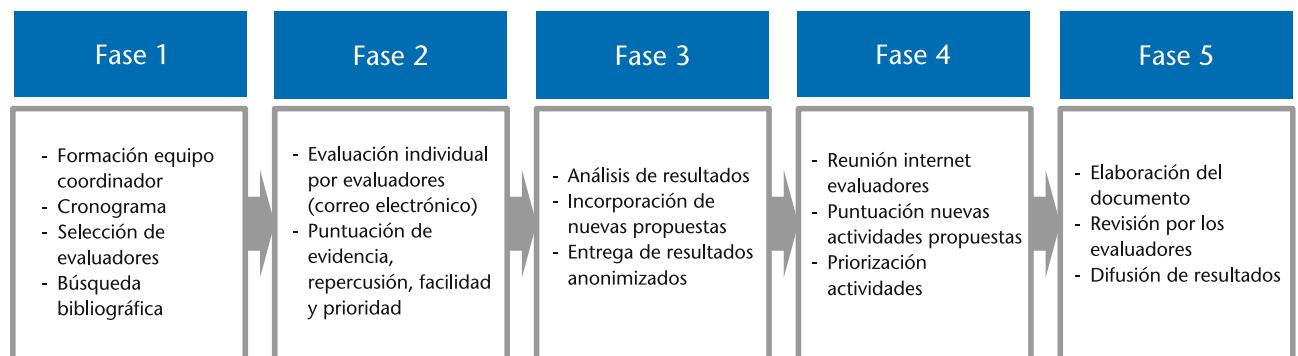 Fase 1
- Formación equipo
coordinador
- Cronograma
- Selección de
evaluadores
- Búsqueda
bibliográfica
Fase 2
- Evaluación individual
por evaluadores
(correo electrónico)
- Puntuación de
evidencia,
repercusión, facilidad
y prioridad
Fase 3
- Análisis de resultados
- Incorporación de
nuevas propuestas
- Entrega de resultados
anonimizados
Fase 4
- Reunión internet
evaluadores
- Puntuación nuevas
actividades propuestas
- Priorización
actividades
Fase 5
- Elaboración del
documento
- Revisión por los
evaluadores
- Difusión de resultados